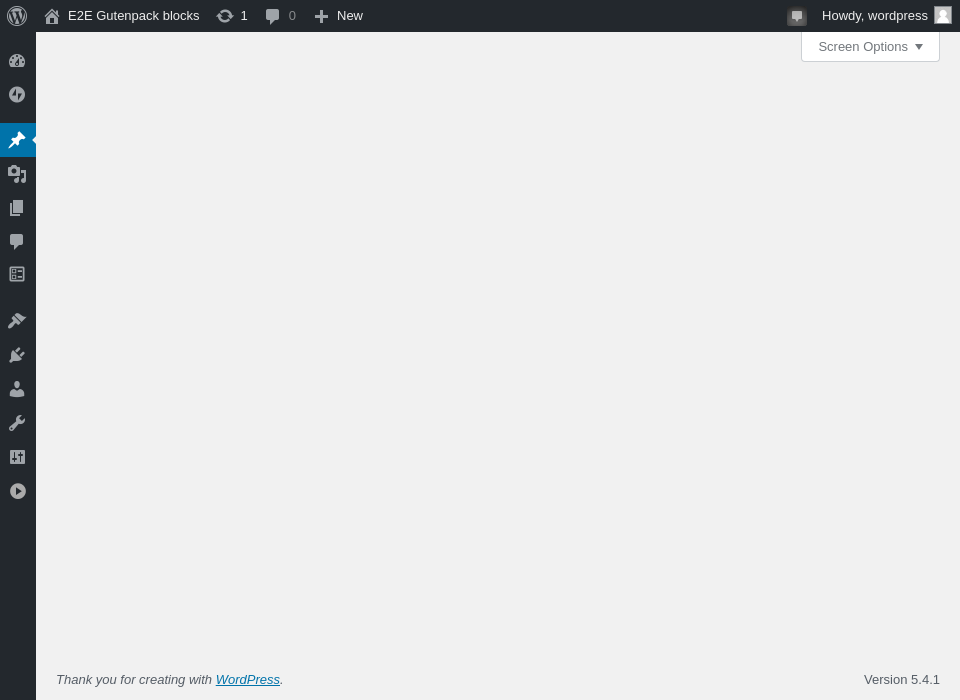 E2E Gutenpack blocks 1 0 New Howdy, wordpress
Screen Options
Thank you for creating with WordPress. Version 5.4.1